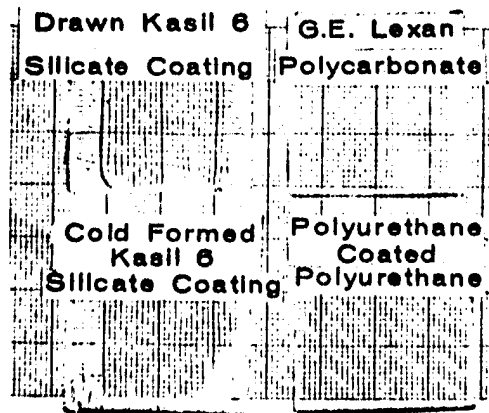 Drawn Kasil 6
Silicate Coating
G.E. Lexan
Polycarbonate
Cold Formed
Kasil 6
Silicate Coating
Polyurethane
Coated
Polyurethane